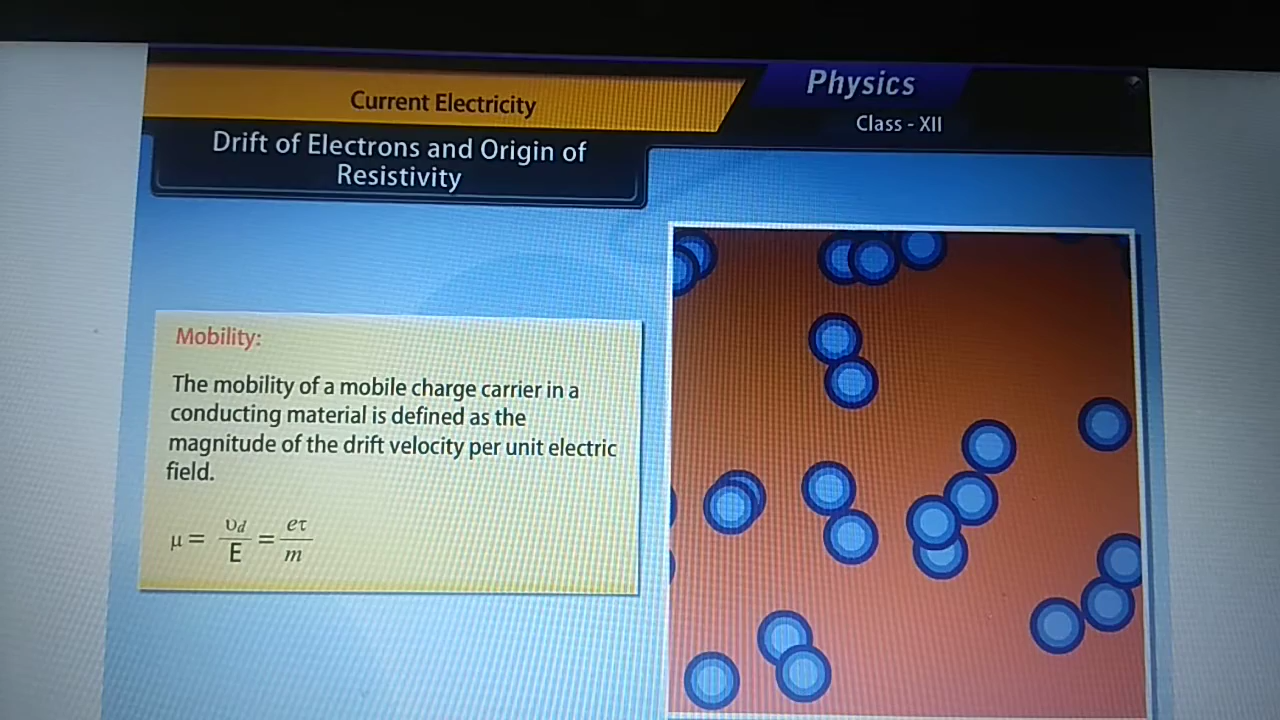 Physics
Current Electricity
Class - XII
Drift of Electrons and Origin of
Resistivity
Mobility:
The mobility of a mobile charge carrier in a
conducting material is defined as the
magnitude of the drift velocity per unit electric
field.
μ = υd/E = eτ/m